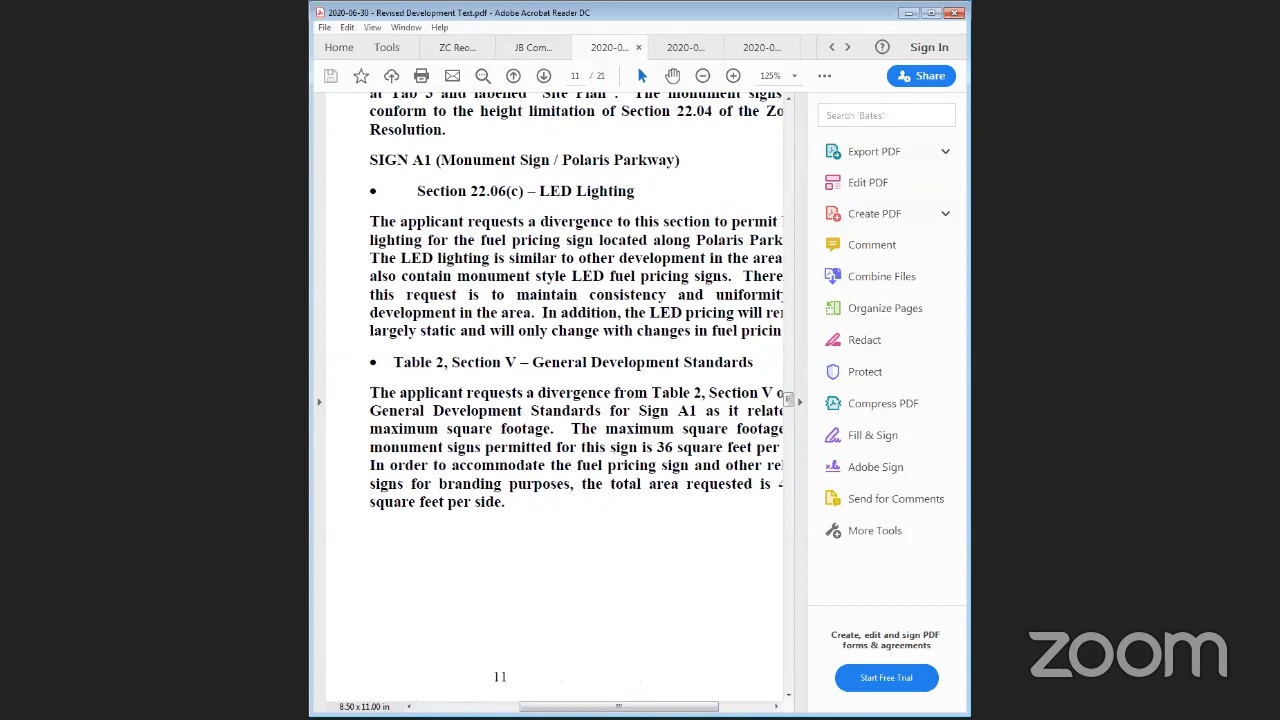 2020-06-30 - Revised Development Text.pdf - Adobe Acrobat Reader DC
File Edit View Window Help
Home Tools ZC Reo... JB Com... 2020-0... 2020-0... 2020-0... Sign In
11 / 21 125% Share
at Tab 5 and labelled "Site Plan". The monument signs
conform to the height limitation of Section 22.04 of the Zo
Resolution.
SIGN A1 (Monument Sign / Polaris Parkway)
• Section 22.06(c) – LED Lighting
The applicant requests a divergence to this section to permit
lighting for the fuel pricing sign located along Polaris Park
The LED lighting is similar to other development in the area
also contain monument style LED fuel pricing signs. There
this request is to maintain consistency and uniformity
development in the area. In addition, the LED pricing will re
largely static and will only change with changes in fuel pricin
• Table 2, Section V – General Development Standards
The applicant requests a divergence from Table 2, Section V o
General Development Standards for Sign A1 as it relate
maximum square footage. The maximum square footage
monument signs permitted for this sign is 36 square feet per
In order to accommodate the fuel pricing sign and other re
signs for branding purposes, the total area requested is
square feet per side.
11
8.50 x 11.00 in
Search 'Bates'
Export PDF
Edit PDF
Create PDF
Comment
Combine Files
Organize Pages
Redact
Protect
Compress PDF
Fill & Sign
Adobe Sign
Send for Comments
More Tools
Create, edit and sign PDF
forms & agreements
Start Free Trial
zoom